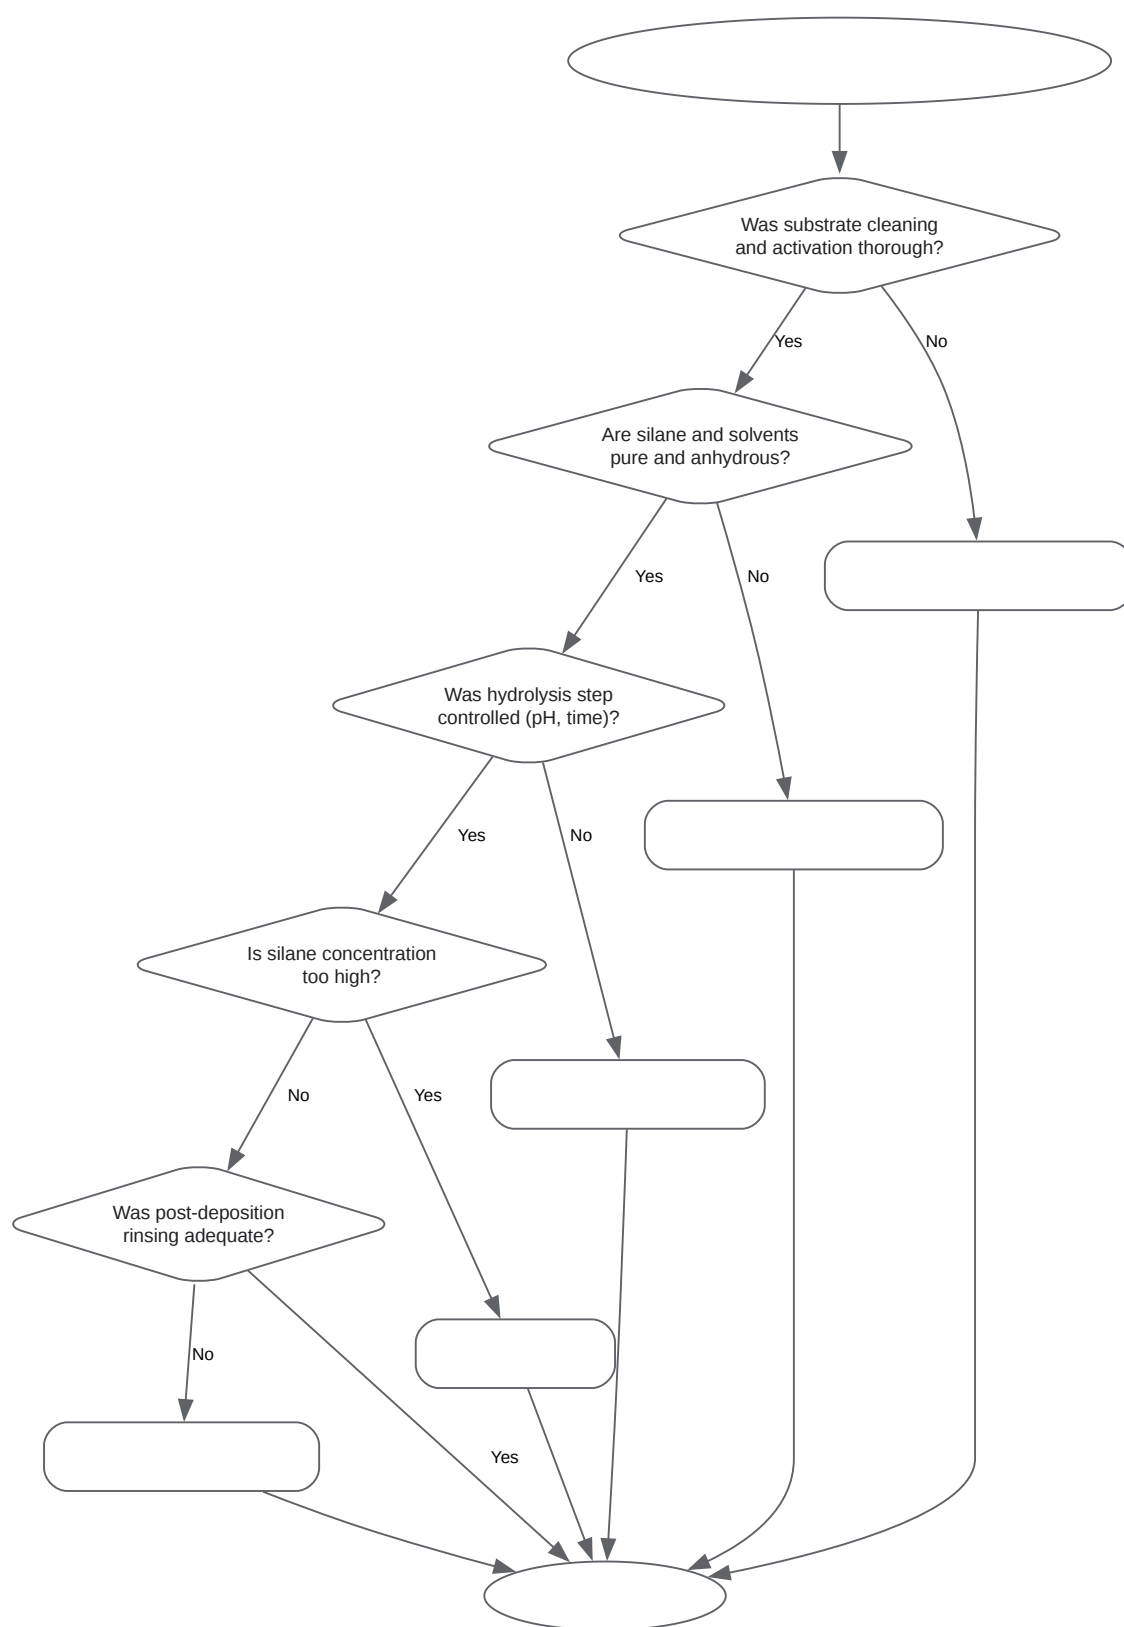 Was substrate cleaning
and activation thorough?
Yes
No
Are silane and solvents
pure and anhydrous?
Yes
No
Was hydrolysis step
controlled (pH, time)?
Yes
No
Is silane concentration
too high?
No
Yes
Was post-deposition
rinsing adequate?
No
Yes